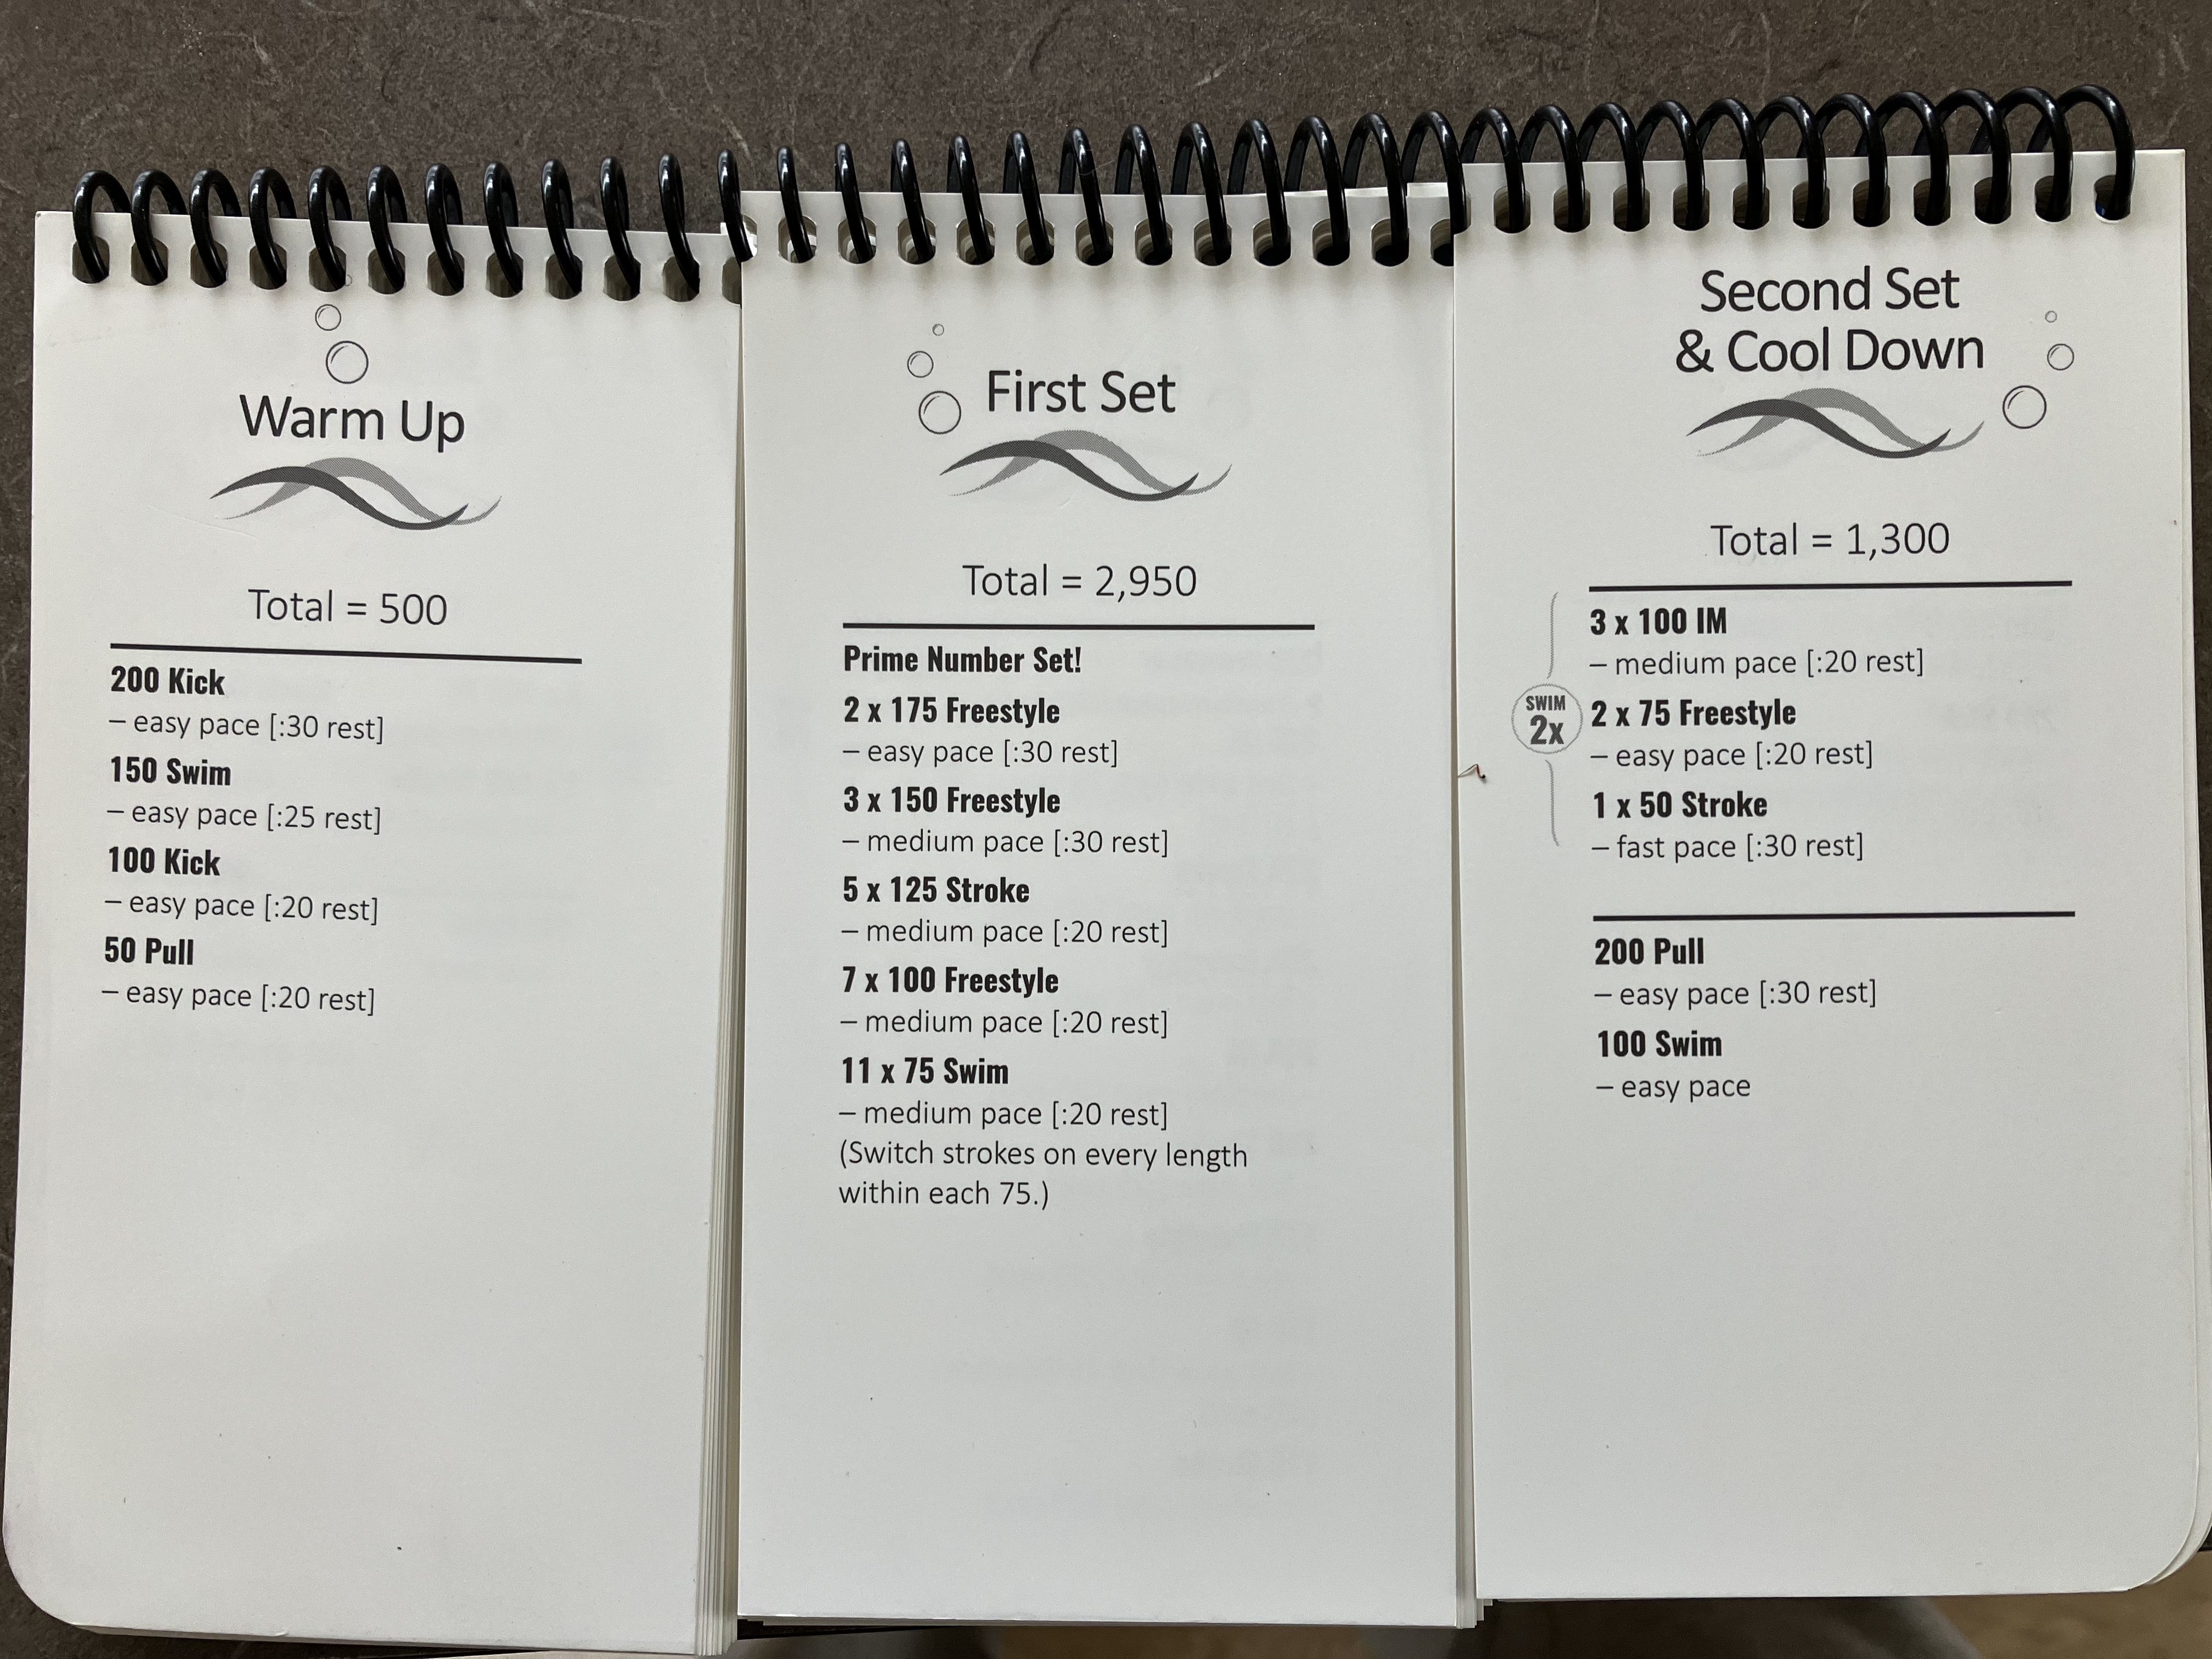 Warm Up
Total = 500
200 Kick
– easy pace [:30 rest]
150 Swim
– easy pace [:25 rest]
100 Kick
– easy pace [:20 rest]
50 Pull
– easy pace [:20 rest]
First Set
Total = 2,950
Prime Number Set!
2 x 175 Freestyle
– easy pace [:30 rest]
3 x 150 Freestyle
– medium pace [:30 rest]
5 x 125 Stroke
– medium pace [:20 rest]
7 x 100 Freestyle
– medium pace [:20 rest]
11 x 75 Swim
– medium pace [:20 rest]
(Switch strokes on every length
within each 75.)
Second Set
& Cool Down
Total = 1,300
SWIM
2x
3 x 100 IM
– medium pace [:20 rest]
2 x 75 Freestyle
– easy pace [:20 rest]
1 x 50 Stroke
– fast pace [:30 rest]
200 Pull
– easy pace [:30 rest]
100 Swim
– easy pace